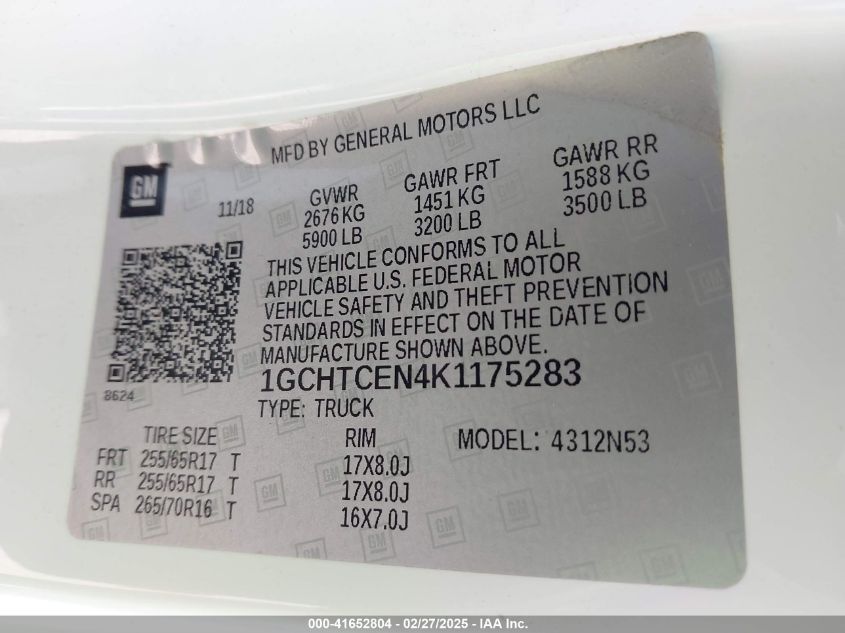 MFD BY GENERAL MOTORS LLC
GM
11/18
GVWR
2676 KG
5900 LB
GAWR FRT
1451 KG
3200 LB
GAWR RR
1588 KG
3500 LB
THIS VEHICLE CONFORMS TO ALL
APPLICABLE U.S. FEDERAL MOTOR
VEHICLE SAFETY AND THEFT PREVENTION
STANDARDS IN EFFECT ON THE DATE OF
MANUFACTURE SHOWN ABOVE.
8624
1GCHTCEN4K1175283
TYPE: TRUCK
TIRE SIZE RIM MODEL: 4312N53
FRT 255/65R17 T 17X8.0J
RR 255/65R17 T 17X8.0J
SPA 265/70R16 T 16X7.0J
000-41652804 - 02/27/2025 - IAA Inc.